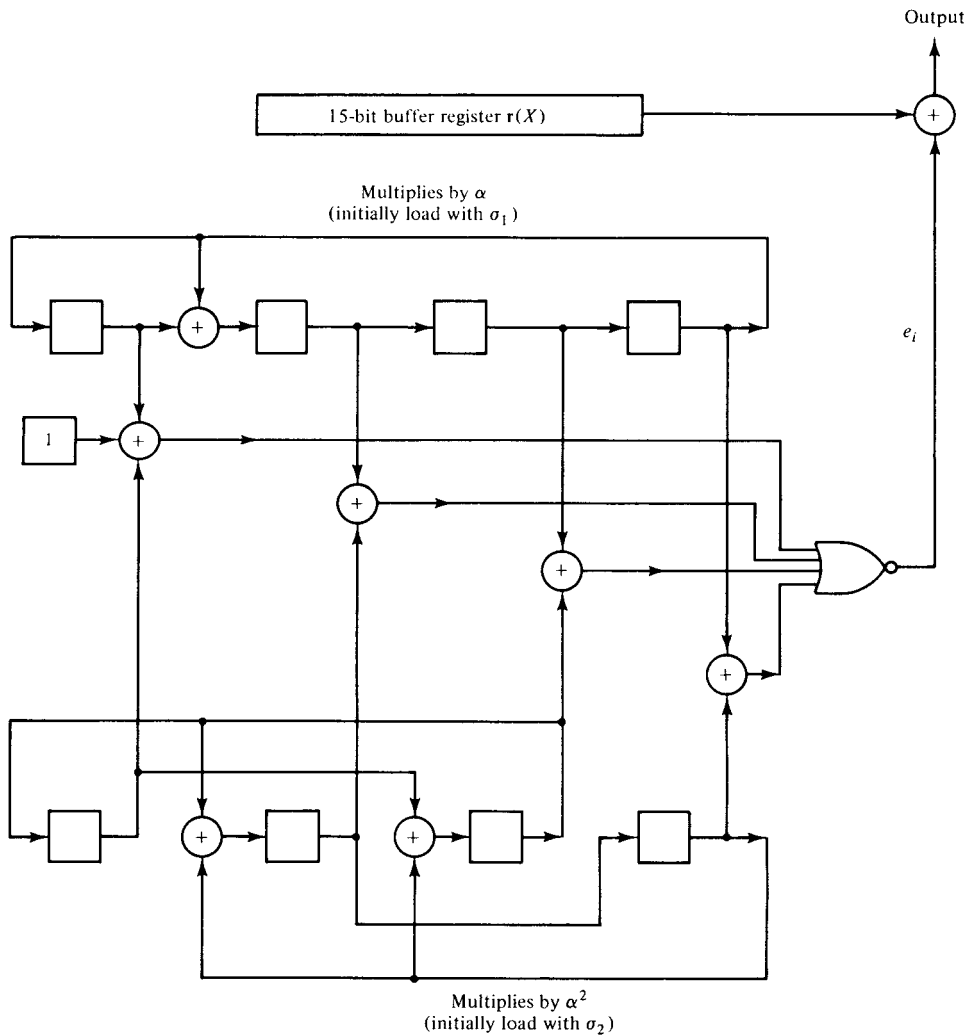 Output
15-bit buffer register r(X)
+
Multiplies by α
(initially load with σ₁)
+
e_i
1
+
+
+
+
+
+
Multiplies by α²
(initially load with σ₂)